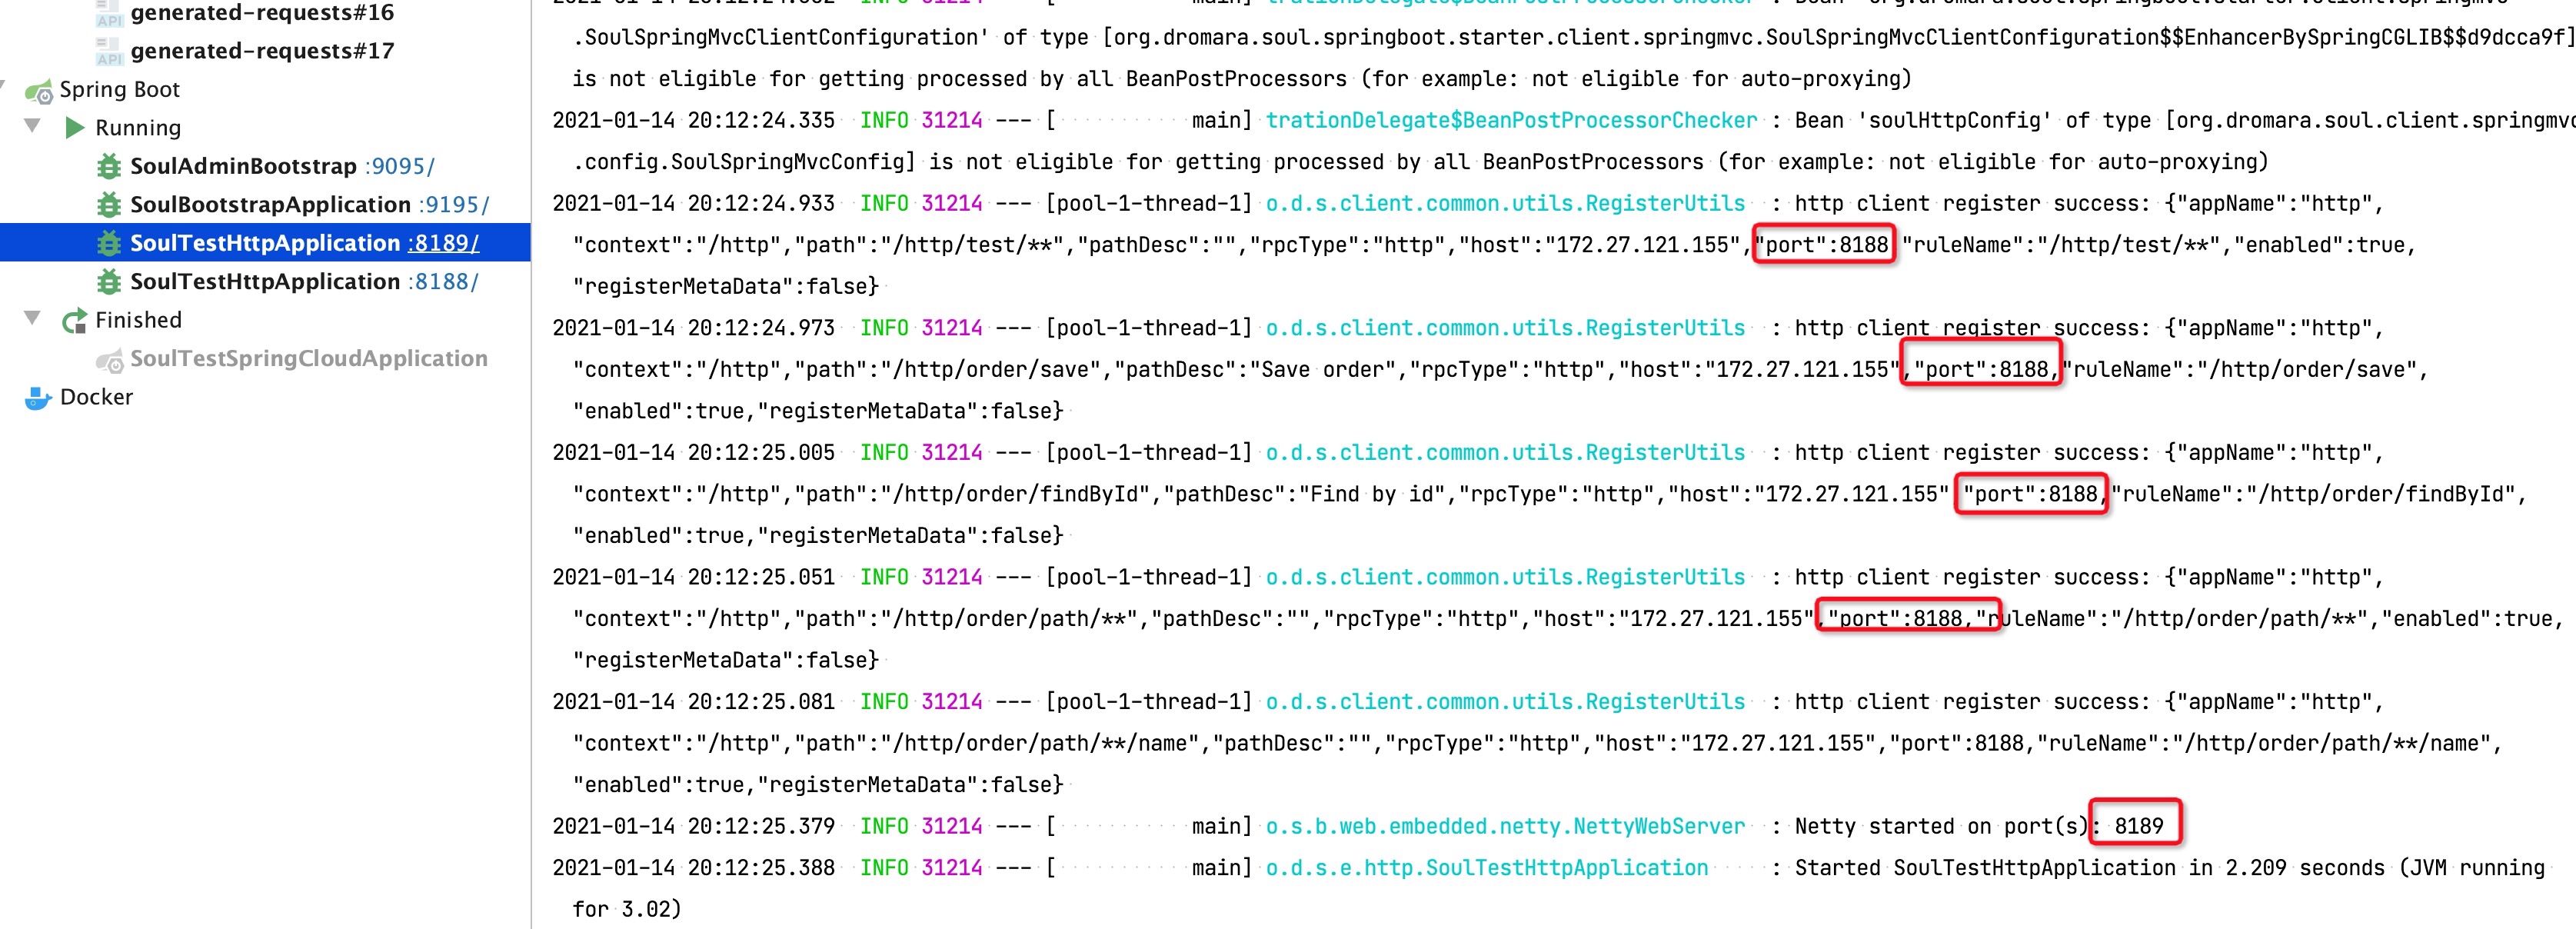 generated-requests#16
API
generated-requests#17
API
Spring Boot
Running
SoulAdminBootstrap :9095/
SoulBootstrapApplication :9195/
SoulTestHttpApplication :8189/
SoulTestHttpApplication :8188/
Finished
SoulTestSpringCloudApplication
Docker
.SoulSpringMvcClientConfiguration' of type [org.dromara.soul.springboot.starter.client.springmvc.SoulSpringMvcClientConfiguration$$EnhancerBySpringCGLIB$$d9dcca9f]
is not eligible for getting processed by all BeanPostProcessors (for example: not eligible for auto-proxying)
2021-01-14 20:12:24.335 INFO 31214 --- [ main] trationDelegate$BeanPostProcessorChecker : Bean 'soulHttpConfig' of type [org.dromara.soul.client.springmvc
.config.SoulSpringMvcConfig] is not eligible for getting processed by all BeanPostProcessors (for example: not eligible for auto-proxying)
2021-01-14 20:12:24.933 INFO 31214 --- [pool-1-thread-1] o.d.s.client.common.utils.RegisterUtils : http client register success: {"appName":"http",
"context":"/http","path":"/http/test/**","pathDesc":"","rpcType":"http","host":"172.27.121.155","port":8188 "ruleName":"/http/test/**","enabled":true,
"registerMetaData":false}
2021-01-14 20:12:24.973 INFO 31214 --- [pool-1-thread-1] o.d.s.client.common.utils.RegisterUtils : http client register success: {"appName":"http",
"context":"/http","path":"/http/order/save","pathDesc":"Save order","rpcType":"http","host":"172.27.121.155","port":8188,"ruleName":"/http/order/save",
"enabled":true,"registerMetaData":false}
2021-01-14 20:12:25.005 INFO 31214 --- [pool-1-thread-1] o.d.s.client.common.utils.RegisterUtils : http client register success: {"appName":"http",
"context":"/http","path":"/http/order/findById","pathDesc":"Find by id","rpcType":"http","host":"172.27.121.155" "port":8188,"ruleName":"/http/order/findById",
"enabled":true,"registerMetaData":false}
2021-01-14 20:12:25.051 INFO 31214 --- [pool-1-thread-1] o.d.s.client.common.utils.RegisterUtils : http client register success: {"appName":"http",
"context":"/http","path":"/http/order/path/**","pathDesc":"","rpcType":"http","host":"172.27.121.155","port":8188,"ruleName":"/http/order/path/**","enabled":true,
"registerMetaData":false}
2021-01-14 20:12:25.081 INFO 31214 --- [pool-1-thread-1] o.d.s.client.common.utils.RegisterUtils : http client register success: {"appName":"http",
"context":"/http","path":"/http/order/path/**/name","pathDesc":"","rpcType":"http","host":"172.27.121.155","port":8188,"ruleName":"/http/order/path/**/name",
"enabled":true,"registerMetaData":false}
2021-01-14 20:12:25.379 INFO 31214 --- [ main] o.s.b.web.embedded.netty.NettyWebServer : Netty started on port(s): 8189
2021-01-14 20:12:25.388 INFO 31214 --- [ main] o.d.s.e.http.SoulTestHttpApplication : Started SoulTestHttpApplication in 2.209 seconds (JVM running
for 3.02)